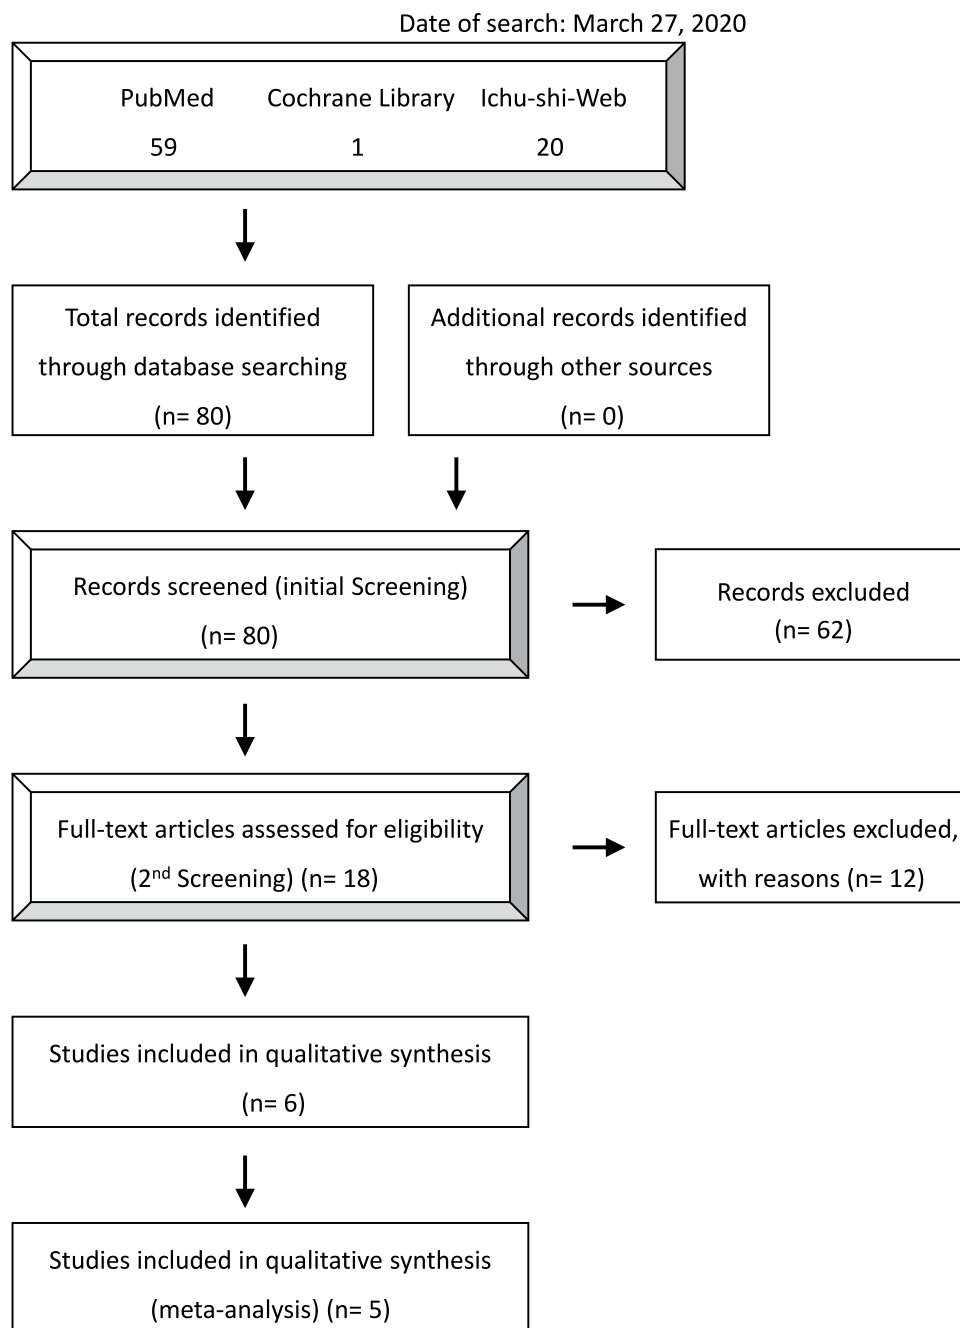 Date of search: March 27, 2020
PubMed Cochrane Library Ichu-shi-Web
59 1 20
Total records identified
through database searching
(n= 80)
Additional records identified
through other sources
(n= 0)
Records screened (initial Screening)
(n= 80)
Records excluded
(n= 62)
Full-text articles assessed for eligibility
(2nd Screening) (n= 18)
Full-text articles excluded,
with reasons (n= 12)
Studies included in qualitative synthesis
(n= 6)
Studies included in qualitative synthesis
(meta-analysis) (n= 5)